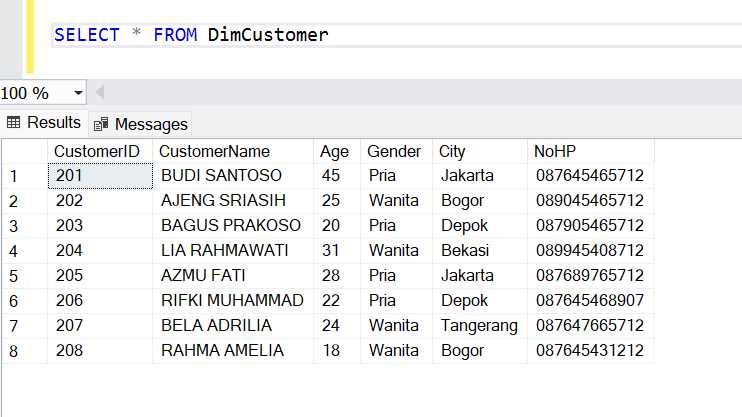 SELECT * FROM DimCustomer
100 %
Results Messages
CustomerID CustomerName Age Gender City NoHP
1 201 BUDI SANTOSO 45 Pria Jakarta 087645465712
2 202 AJENG SRIASIH 25 Wanita Bogor 089045465712
3 203 BAGUS PRAKOSO 20 Pria Depok 087905465712
4 204 LIA RAHMAWATI 31 Wanita Bekasi 089945408712
5 205 AZMU FATI 28 Pria Jakarta 087689765712
6 206 RIFKI MUHAMMAD 22 Pria Depok 087645468907
7 207 BELA ADRILIA 24 Wanita Tangerang 087647665712
8 208 RAHMA AMELIA 18 Wanita Bogor 087645431212